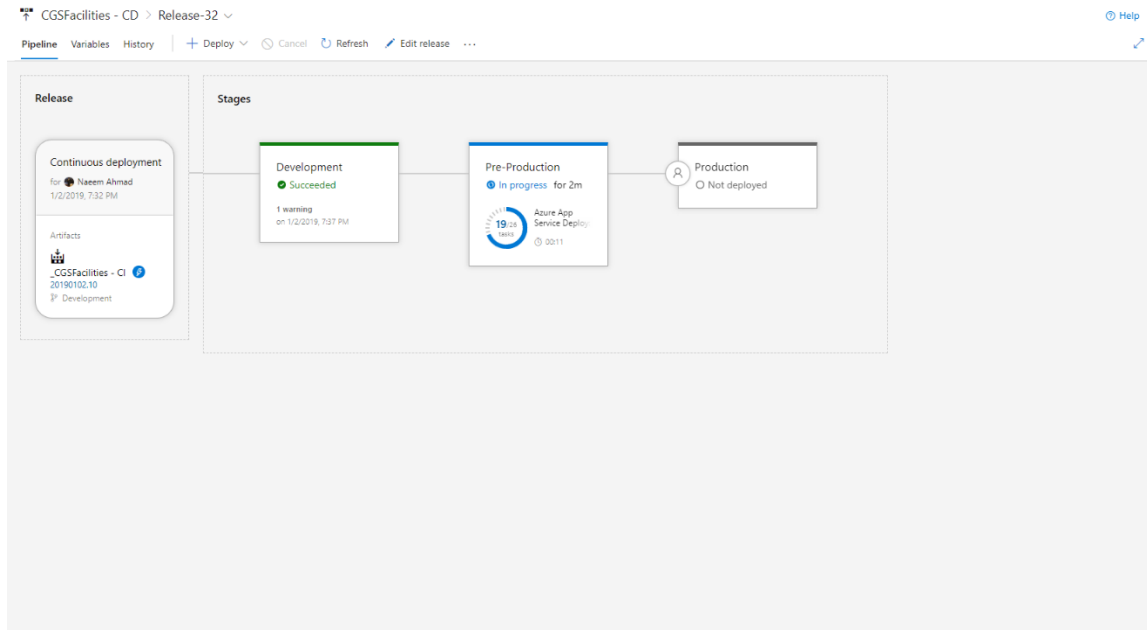 CGSFacilities - CD > Release-32
Help
Pipeline Variables History + Deploy Cancel Refresh Edit release ...
Release
Stages
Continuous deployment
for Naeem Ahmad
1/2/2019, 7:32 PM
Artifacts
_CGSFacilities - CI
20190102.10
Development
Development
Succeeded
1 warning
on 1/2/2019, 7:37 PM
Pre-Production
In progress for 2m
19/28
tasks
Azure App
Service Deploy
00:11
Production
Not deployed